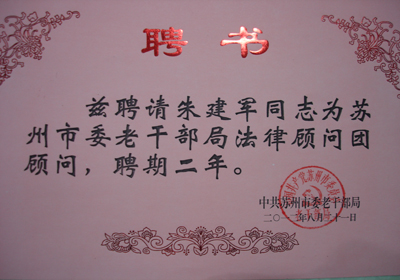 聘书
兹聘请朱建军同志为苏
州市委老干部局法律顾问团
顾问，聘期二年。
中共苏州市委老干部局